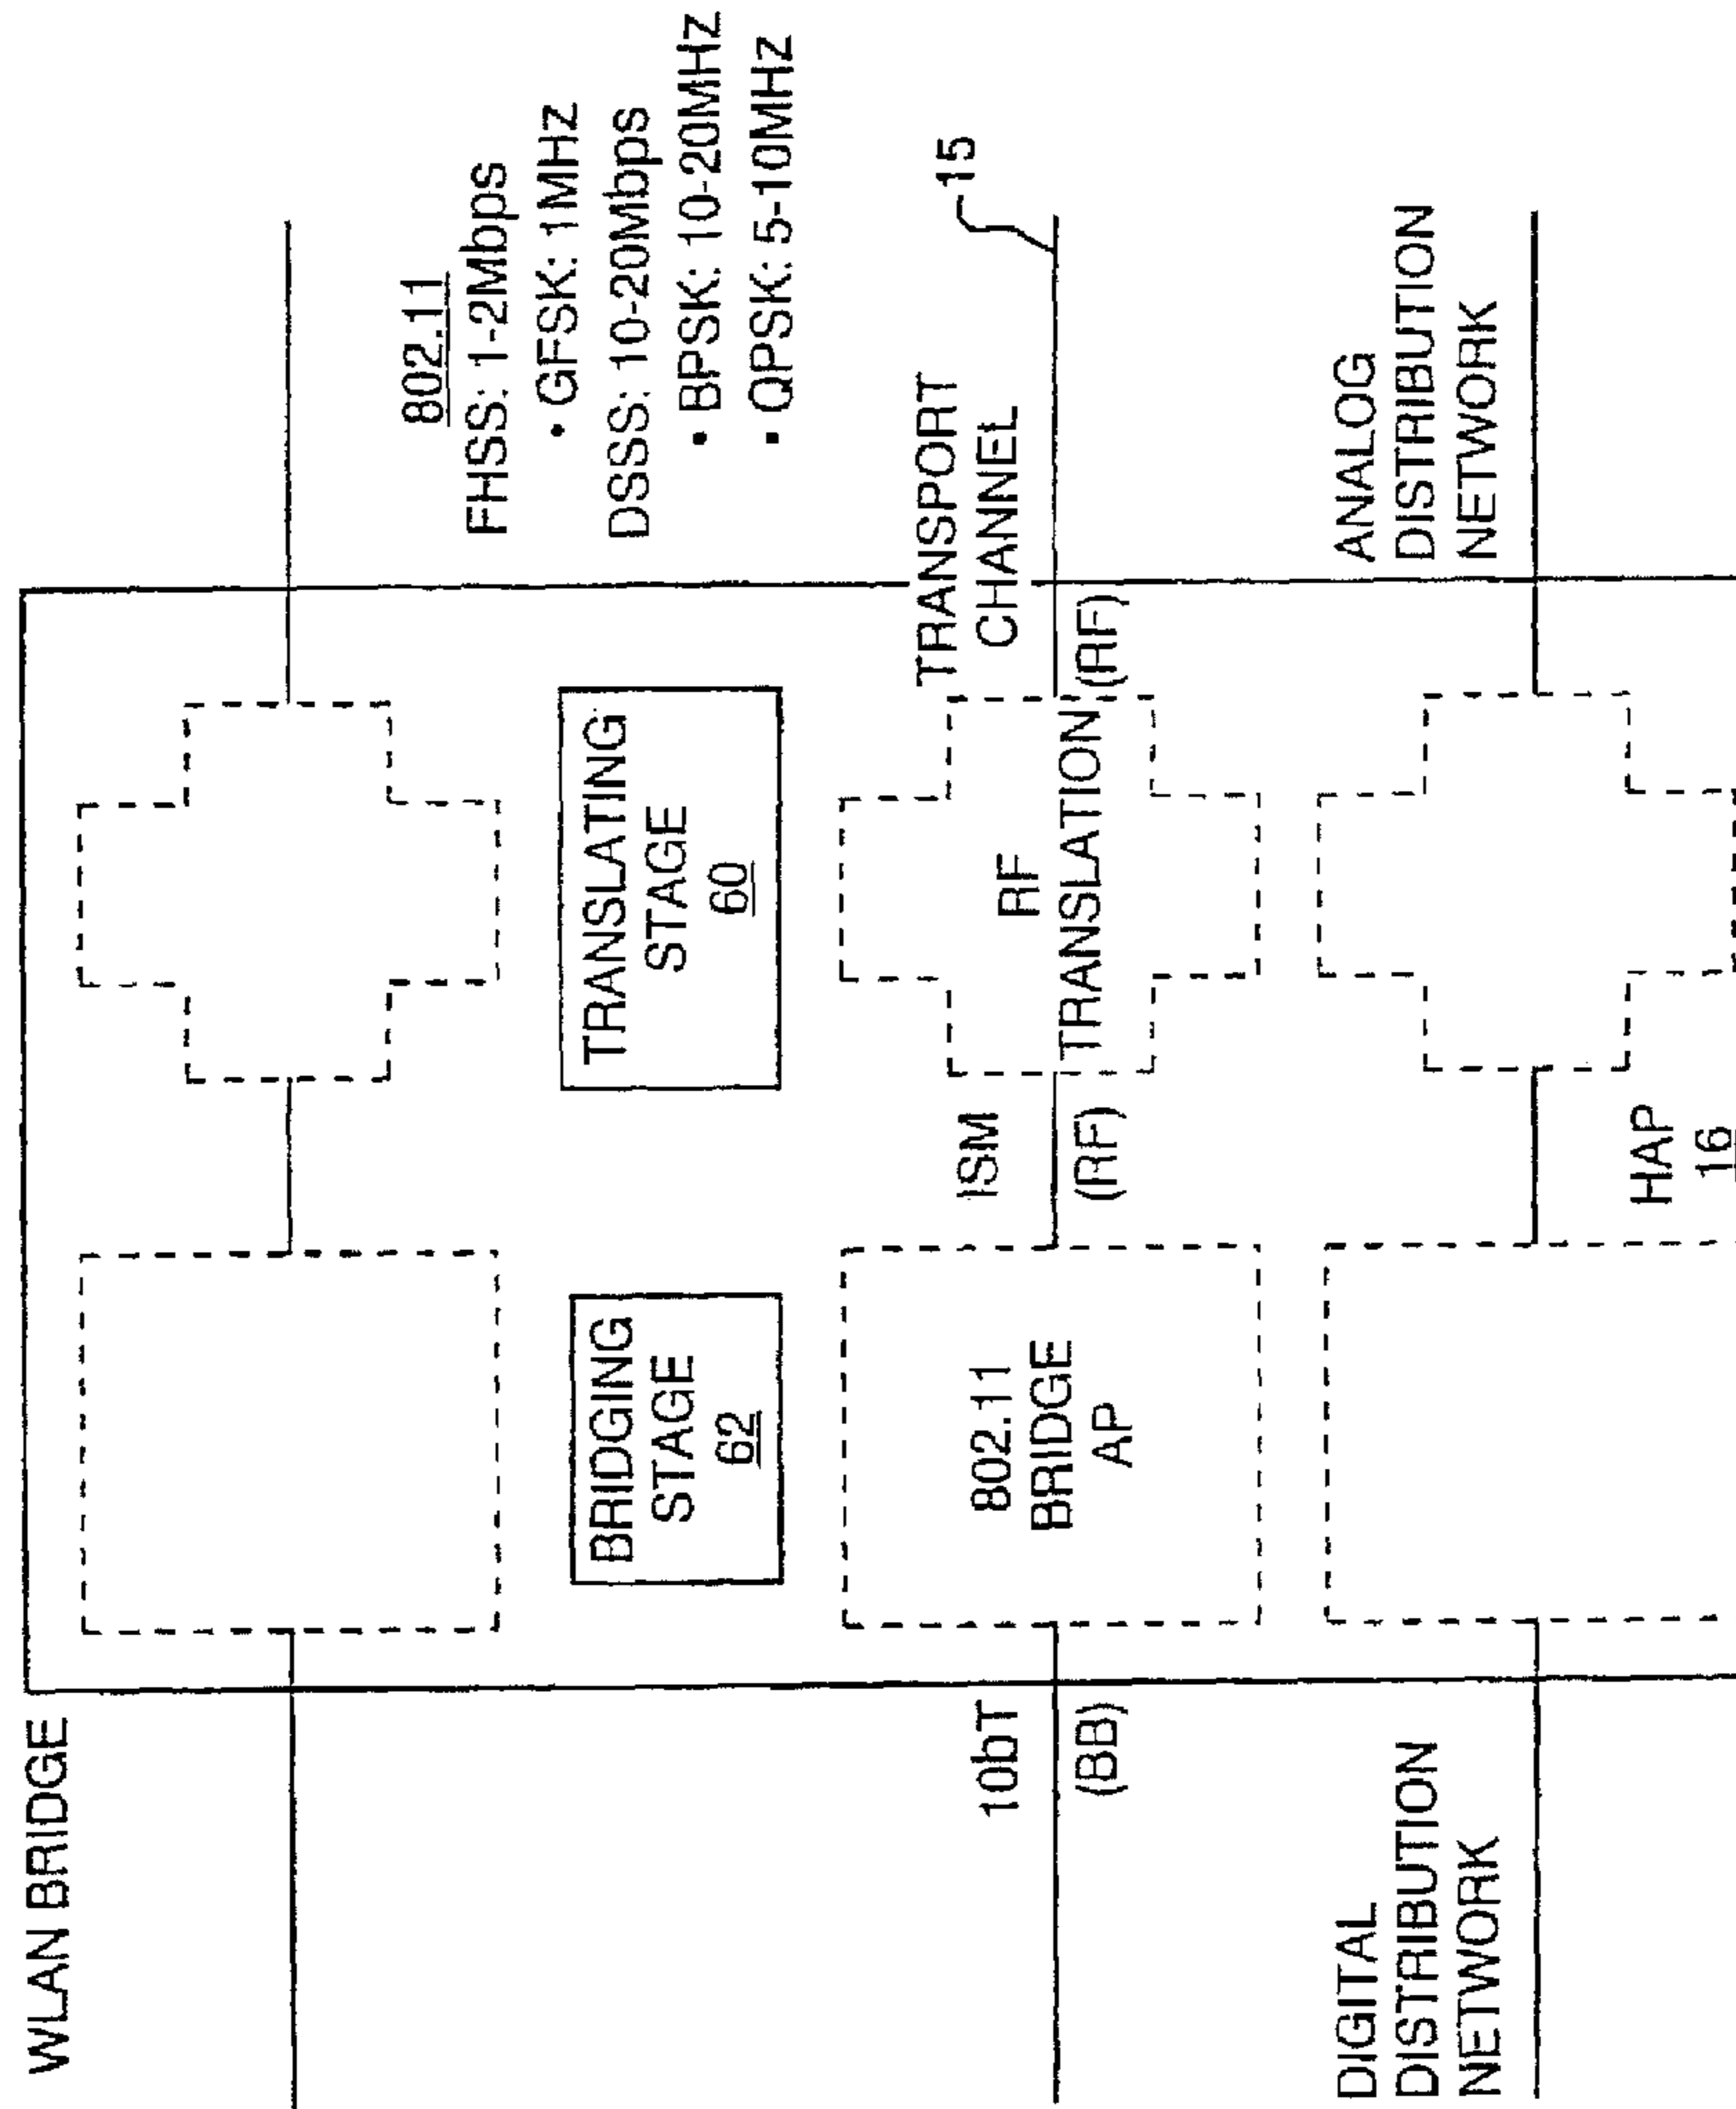 WLAN BRIDGE
802.11
FHSS: 1-2Mbps
• GFSK: 1MHz
DSSS: 10-20Mbps
• BPSK: 10-20MHz
• QPSK: 5-10MHz
BRIDGING
STAGE
62
TRANSLATING
STAGE
60
TRANSPORT
CHANNEL
15
10bT
(BB)
802.11
BRIDGE
AP
ISM
(RF)
RF
TRANSLATION
(RF)
DIGITAL
DISTRIBUTION
NETWORK
ANALOG
DISTRIBUTION
NETWORK
HAP
16